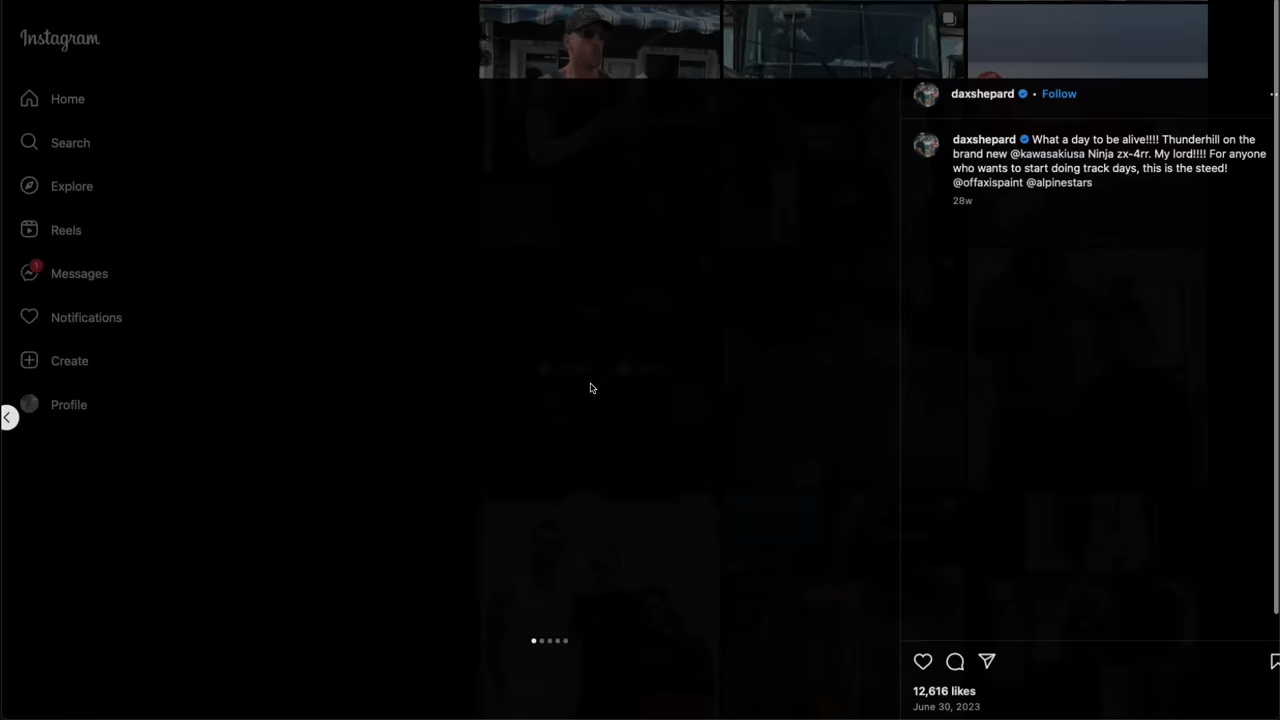 Instagram
Home
Search
Explore
Reels
1
Messages
Notifications
Create
Profile
daxshepard • Follow
daxshepard What a day to be alive!!!! Thunderhill on the
brand new @kawasakiusa Ninja zx-4rr. My lord!!!! For anyone
who wants to start doing track days, this is the steed!
@offaxispaint @alpinestars
28w
12,616 likes
June 30, 2023